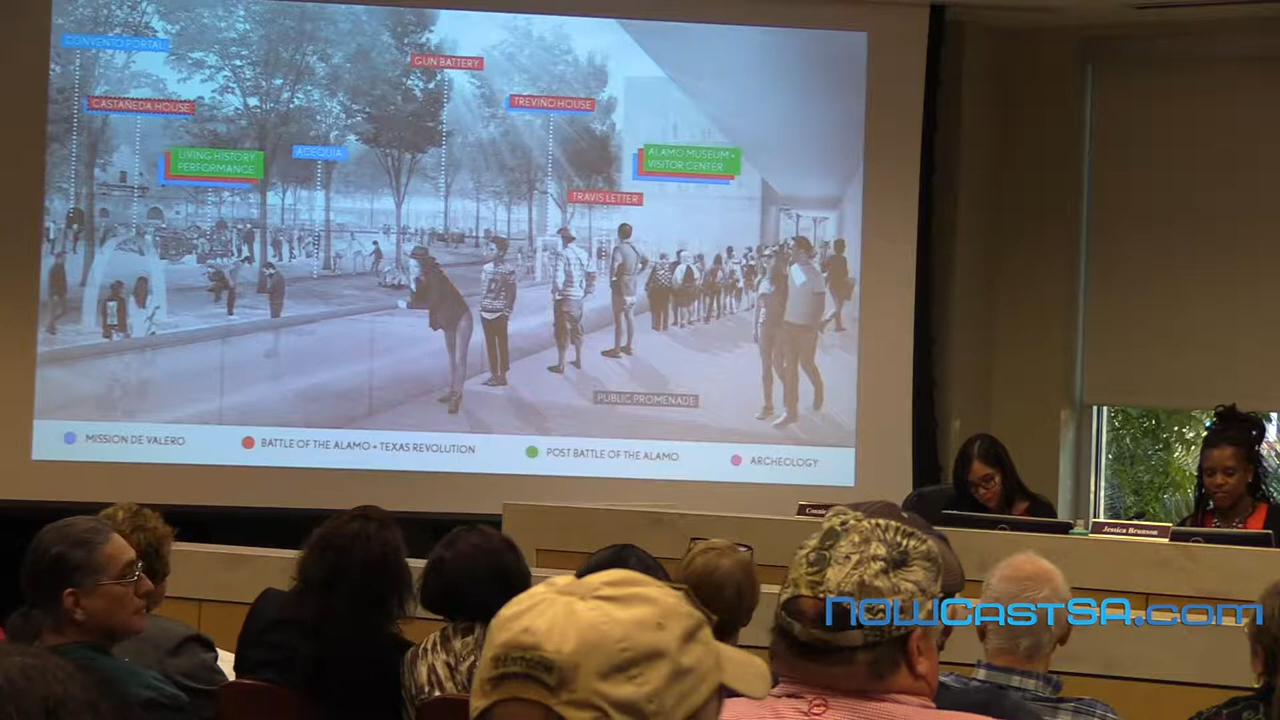 CONVENTO PORTAL
GUN BATTERY
CASTAÑEDA HOUSE
TREVIÑO HOUSE
LIVING HISTORY
PERFORMANCE
ACEQUIA
ALAMO MUSEUM +
VISITOR CENTER
TRAVIS LETTER
PUBLIC PROMENADE
MISSION DE VALERO
BATTLE OF THE ALAMO + TEXAS REVOLUTION
POST BATTLE OF THE ALAMO
ARCHEOLOGY
Jessica Brunson
NOWCASTSA.com